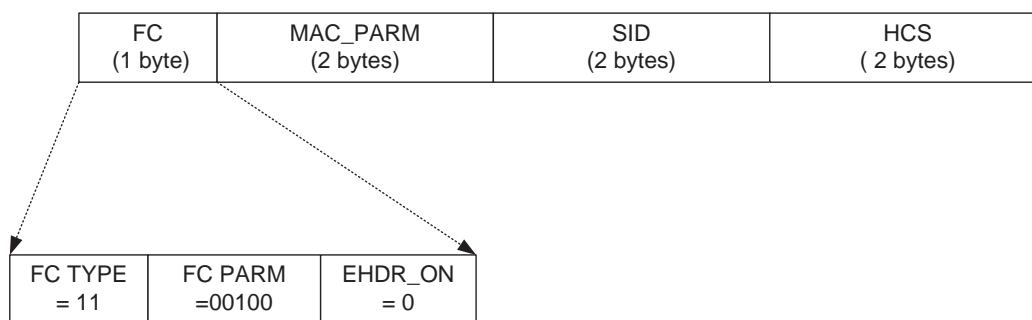 FC
(1 byte)
MAC_PARM
(2 bytes)
SID
(2 bytes)
HCS
( 2 bytes)
FC TYPE
= 11
FC PARM
=00100
EHDR_ON
= 0